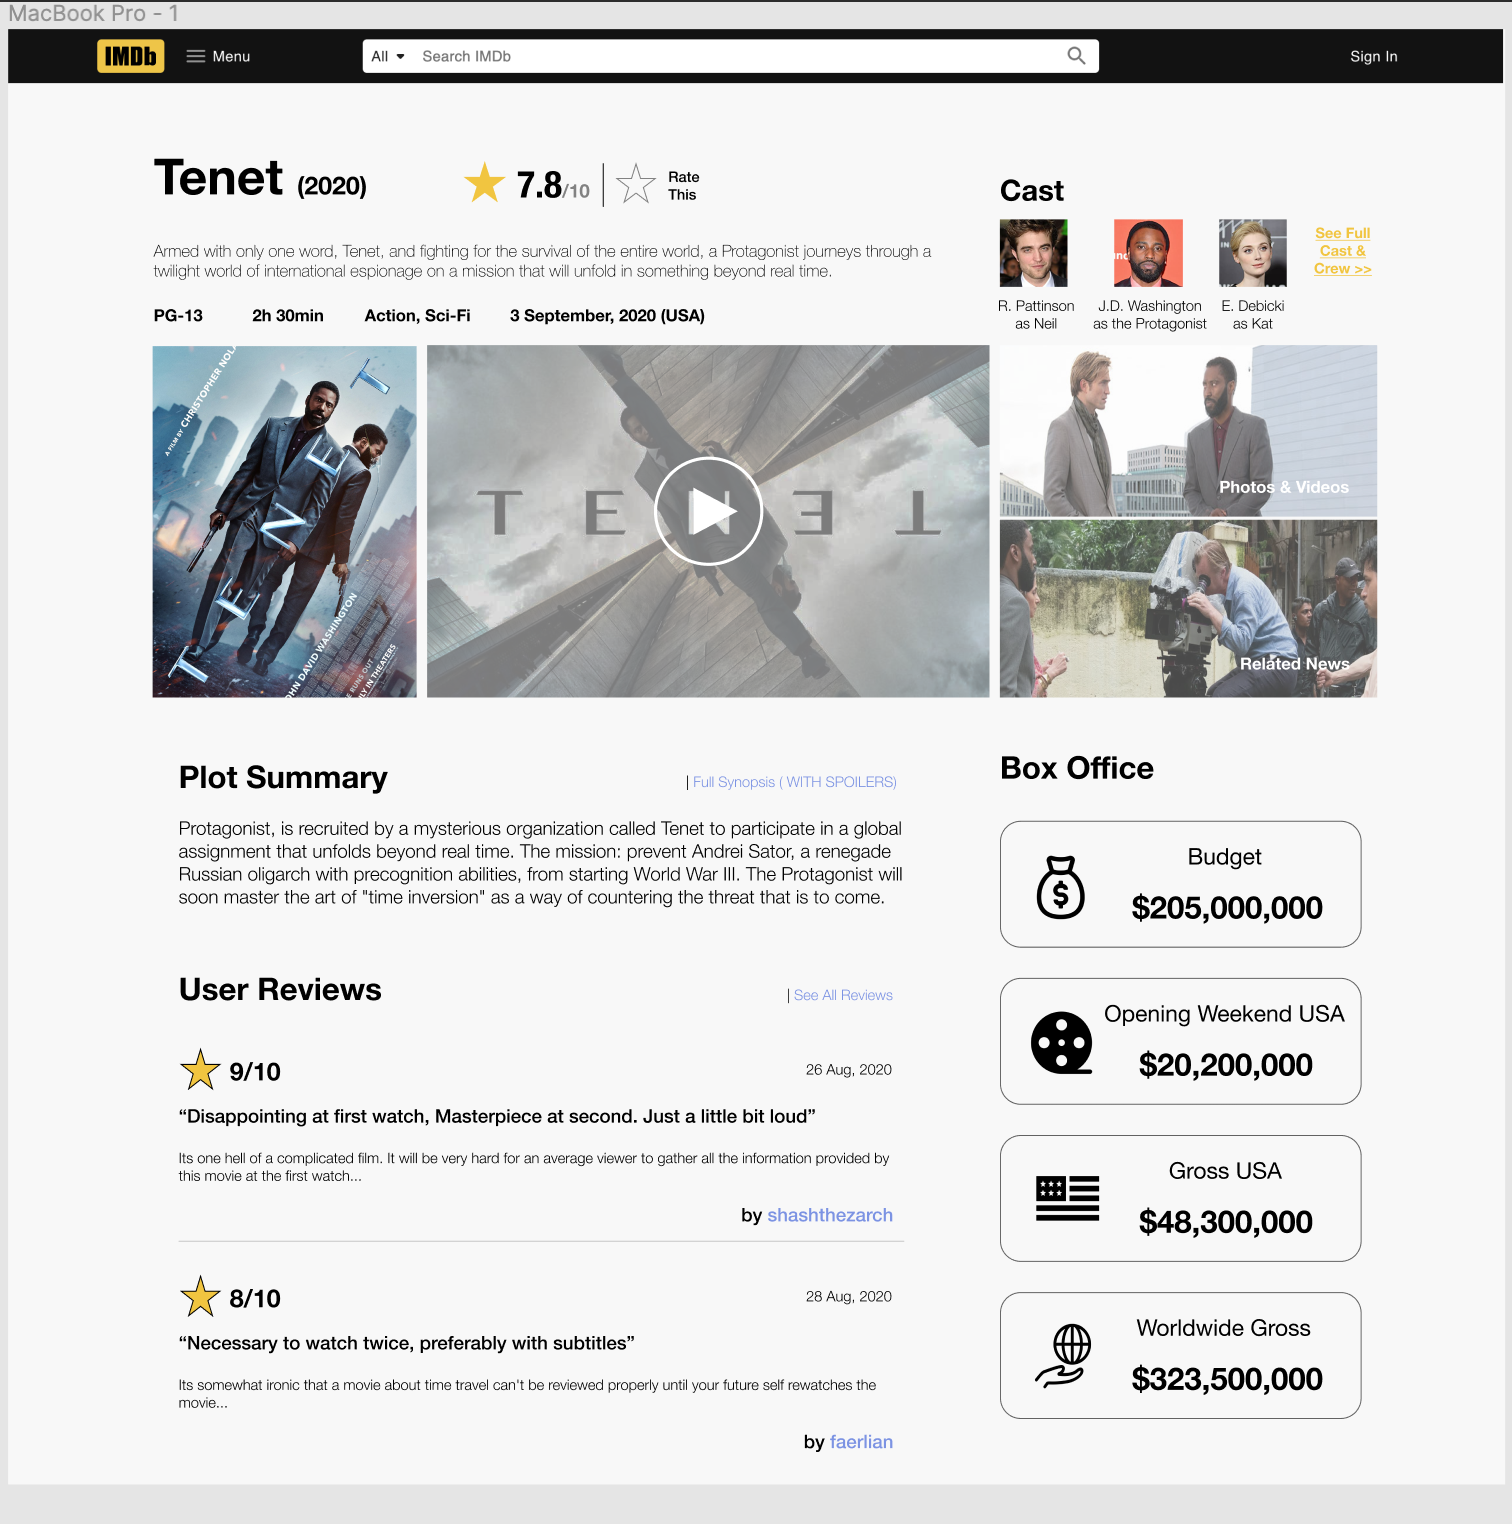 MacBook Pro - 1
IMDb
Menu
All
Search IMDb
Sign In
Tenet (2020)
7.8/10
Rate
This
Armed with only one word, Tenet, and fighting for the survival of the entire world, a Protagonist journeys through a
twilight world of international espionage on a mission that will unfold in something beyond real time.
PG-13
2h 30min
Action, Sci-Fi
3 September, 2020 (USA)
Cast
R. Pattinson
as Neil
J.D. Washington
as the Protagonist
E. Debicki
as Kat
See Full
Cast &
Crew >>
A FILM BY CHRISTOPHER NOL
TENET
OHN DAVID WASHINGTON
E RUNS OUT
LY IN THEATERS
TENET
Photos & Videos
Related News
Plot Summary
| Full Synopsis ( WITH SPOILERS)
Protagonist, is recruited by a mysterious organization called Tenet to participate in a global
assignment that unfolds beyond real time. The mission: prevent Andrei Sator, a renegade
Russian oligarch with precognition abilities, from starting World War III. The Protagonist will
soon master the art of "time inversion" as a way of countering the threat that is to come.
User Reviews
| See All Reviews
9/10
26 Aug, 2020
“Disappointing at first watch, Masterpiece at second. Just a little bit loud”
Its one hell of a complicated film. It will be very hard for an average viewer to gather all the information provided by
this movie at the first watch...
by shashthezarch
8/10
28 Aug, 2020
“Necessary to watch twice, preferably with subtitles”
Its somewhat ironic that a movie about time travel can't be reviewed properly until your future self rewatches the
movie...
by faerlian
Box Office
Budget
$205,000,000
Opening Weekend USA
$20,200,000
Gross USA
$48,300,000
Worldwide Gross
$323,500,000